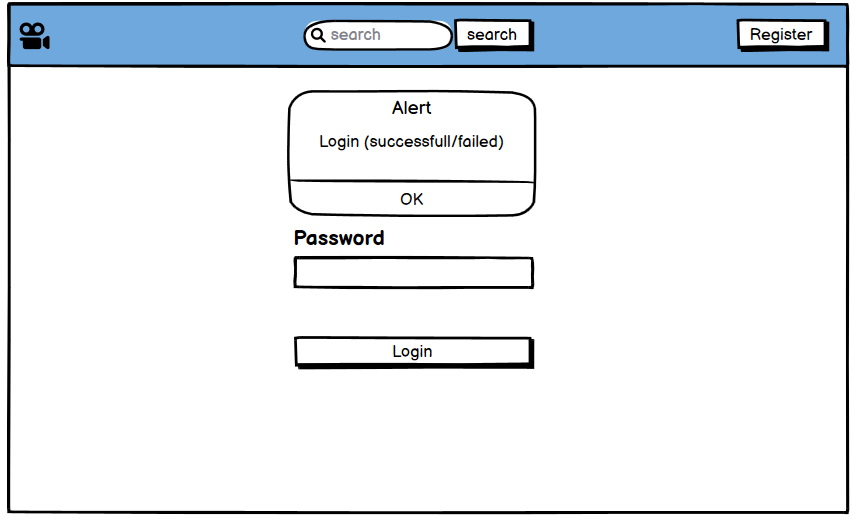 search
search
Register
Alert
Login (successfull/failed)
OK
Password
Login